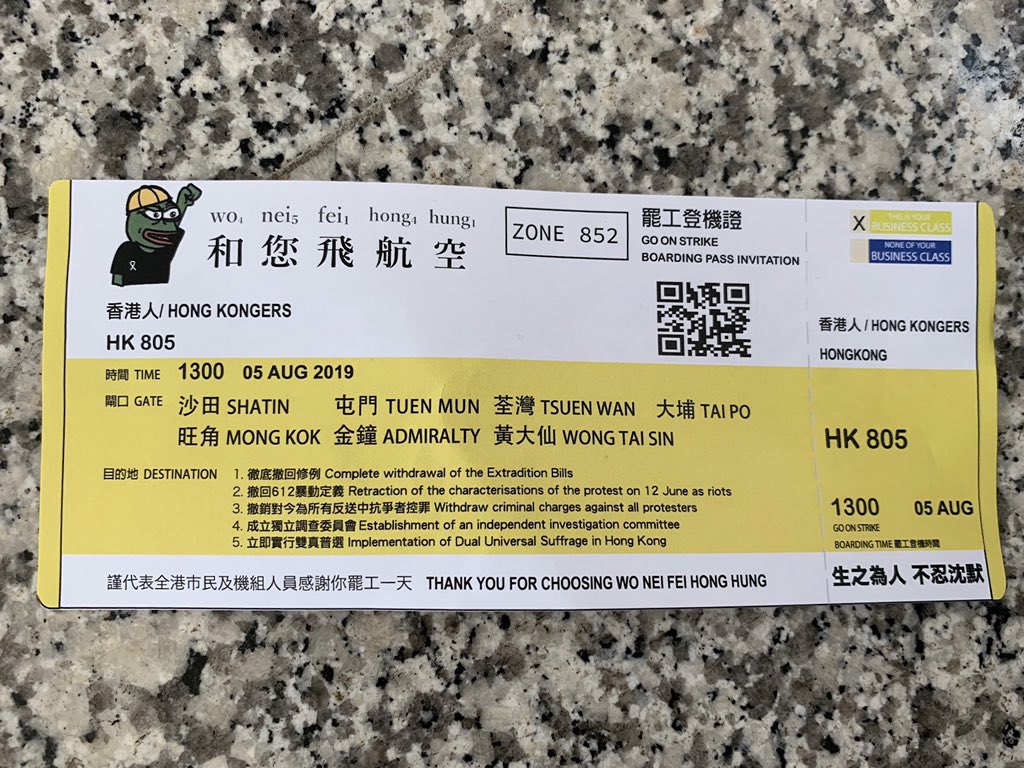 wo4 nei5 fei1 hong4 hung1
和您飛航空
ZONE 852
罷工登機證
GO ON STRIKE
BOARDING PASS INVITATION
X THIS IS YOUR
BUSINESS CLASS
NONE OF YOUR
BUSINESS CLASS
香港人/ HONG KONGERS
HK 805
香港人 / HONG KONGERS
HONGKONG
時間 TIME 1300 05 AUG 2019
閘口 GATE 沙田 SHATIN 屯門 TUEN MUN 荃灣 TSUEN WAN 大埔 TAI PO
旺角 MONG KOK 金鐘 ADMIRALTY 黃大仙 WONG TAI SIN
HK 805
目的地 DESTINATION 1. 徹底撤回修例 Complete withdrawal of the Extradition Bills
2. 撤回612暴動定義 Retraction of the characterisations of the protest on 12 June as riots
3. 撤銷對今為所有反送中抗爭者控罪 Withdraw criminal charges against all protesters
4. 成立獨立調查委員會 Establishment of an independent investigation committee
5. 立即實行雙真普選 Implementation of Dual Universal Suffrage in Hong Kong
1300 05 AUG
GO ON STRIKE
BOARDING TIME 罷工登機時間
謹代表全港市民及機組人員感謝你罷工一天 THANK YOU FOR CHOOSING WO NEI FEI HONG HUNG
生之為人 不忍沈默